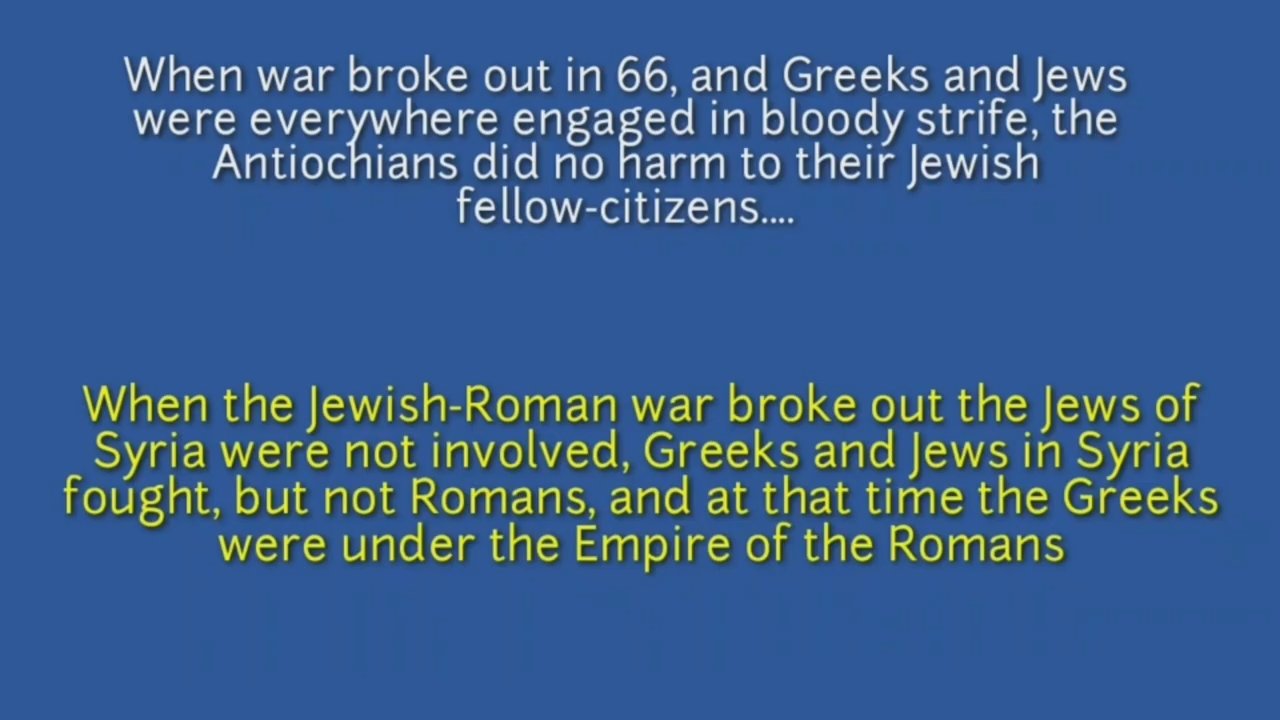 When war broke out in 66, and Greeks and Jews
were everywhere engaged in bloody strife, the
Antiochians did no harm to their Jewish
fellow-citizens....
When the Jewish-Roman war broke out the Jews of
Syria were not involved, Greeks and Jews in Syria
fought, but not Romans, and at that time the Greeks
were under the Empire of the Romans